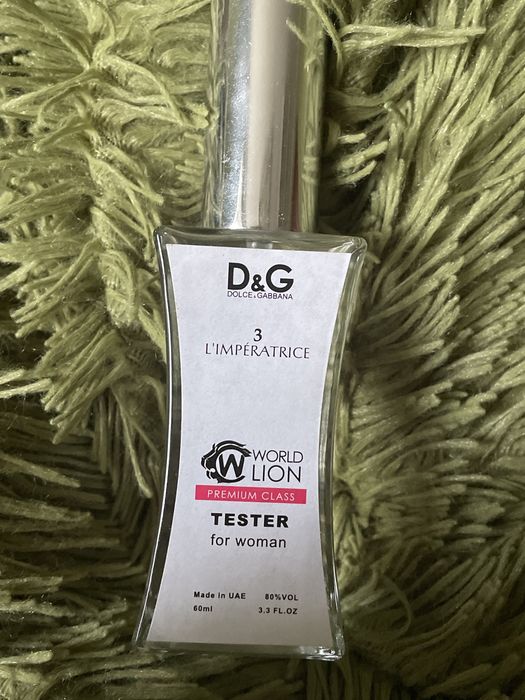 D&G
DOLCE&GABBANA
3
L'IMPÉRATRICE
W WORLD
LION
PREMIUM CLASS
TESTER
for woman
Made in UAE 80%VOL
60ml 3.3 FL.OZ